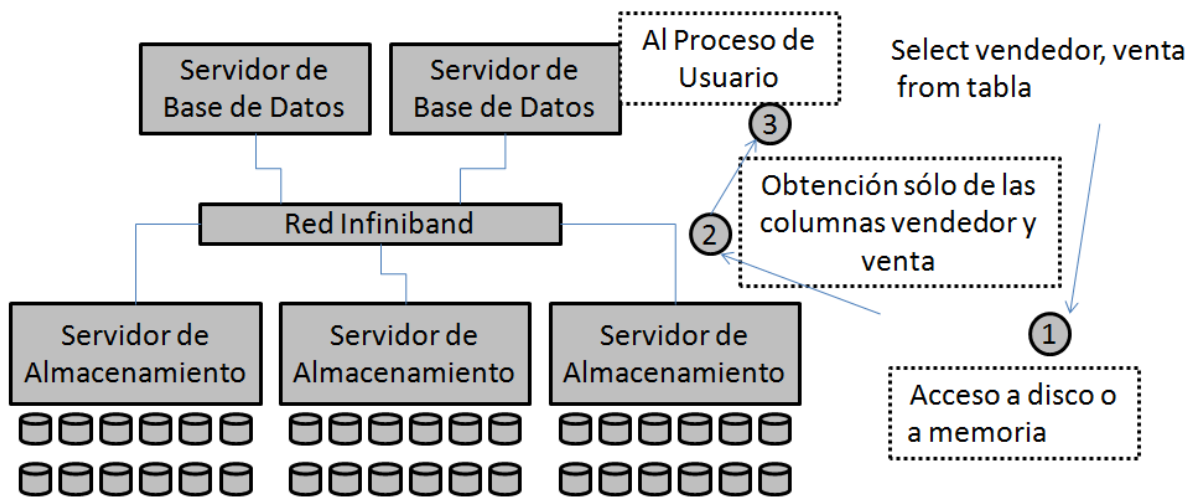 Servidor de
Base de Datos
Servidor de
Base de Datos
Al Proceso de
Usuario
Select vendedor, venta
from tabla
3
Obtención sólo de las
columnas vendedor y
venta
2
Red Infiniband
1
Servidor de
Almacenamiento
Servidor de
Almacenamiento
Servidor de
Almacenamiento
Acceso a disco o
a memoria